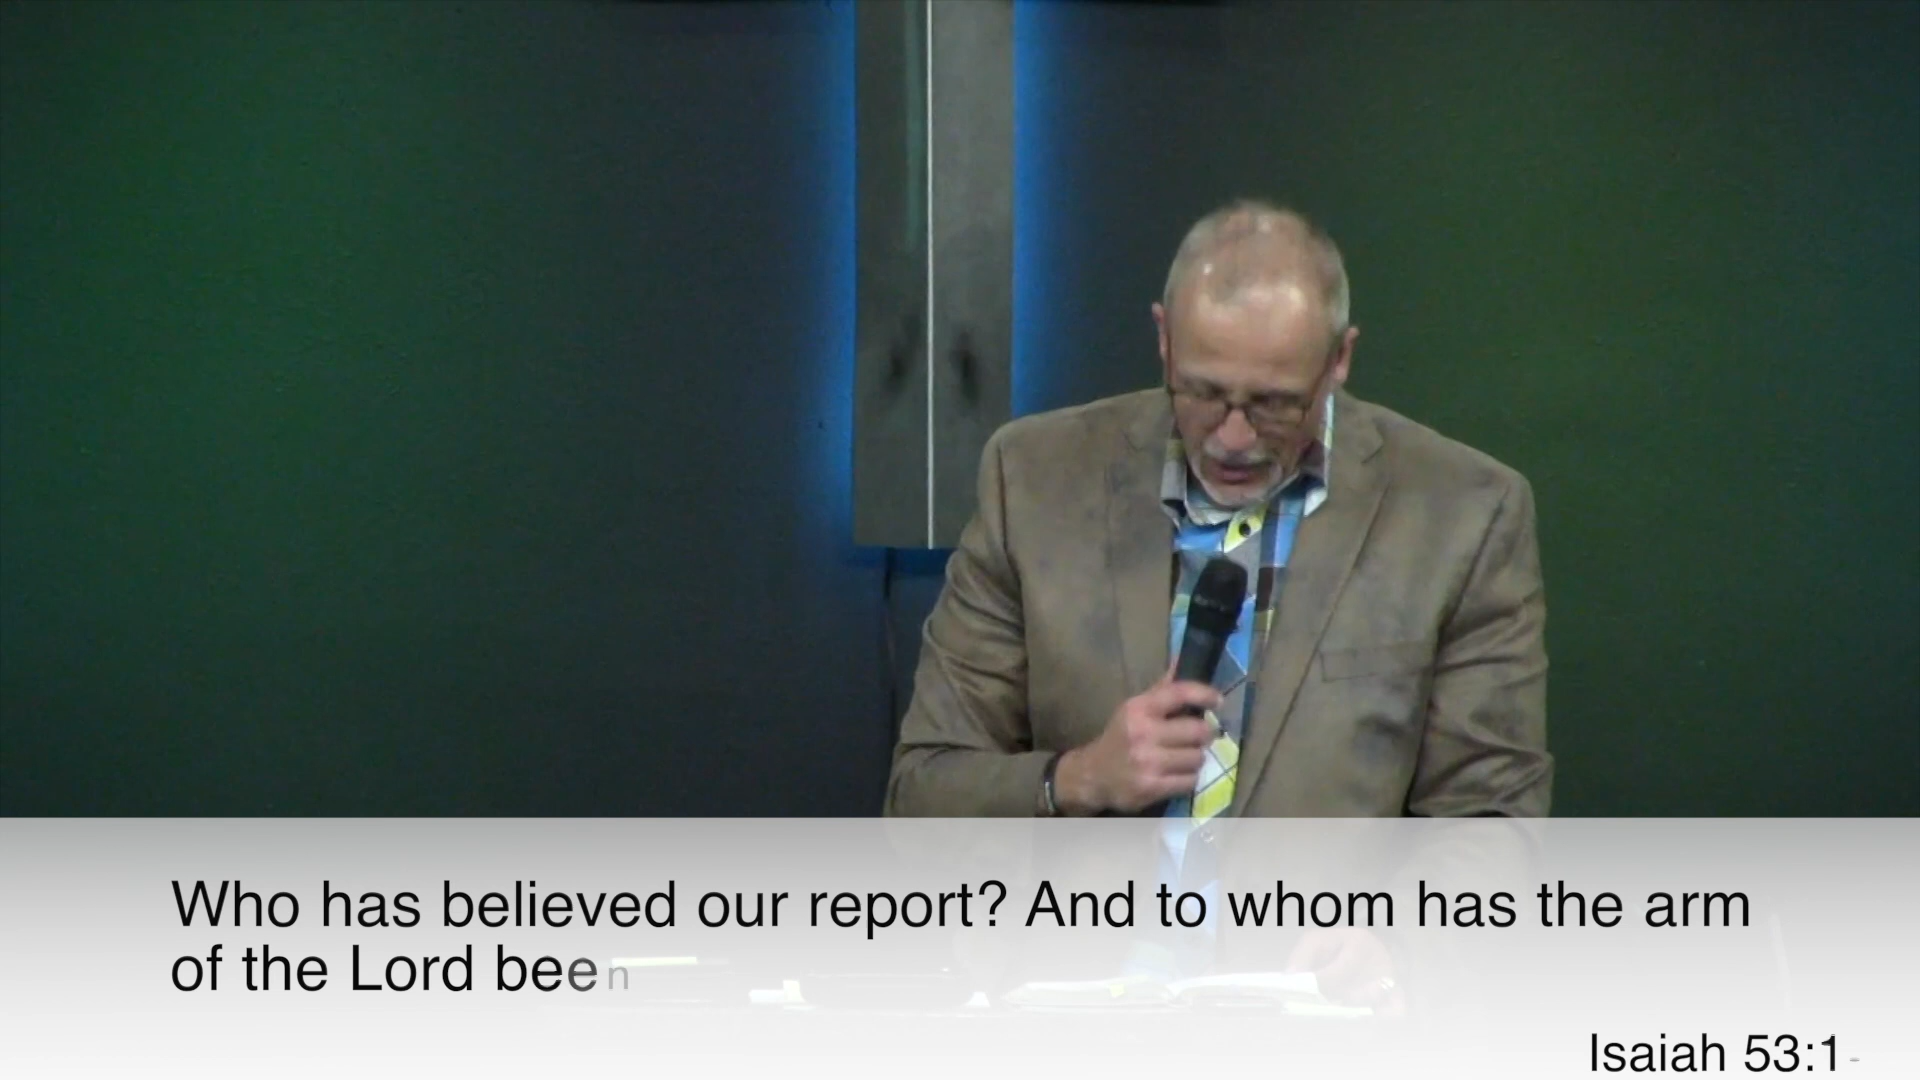 Who has believed our report? And to whom has the arm
of the Lord been
Isaiah 53:1-